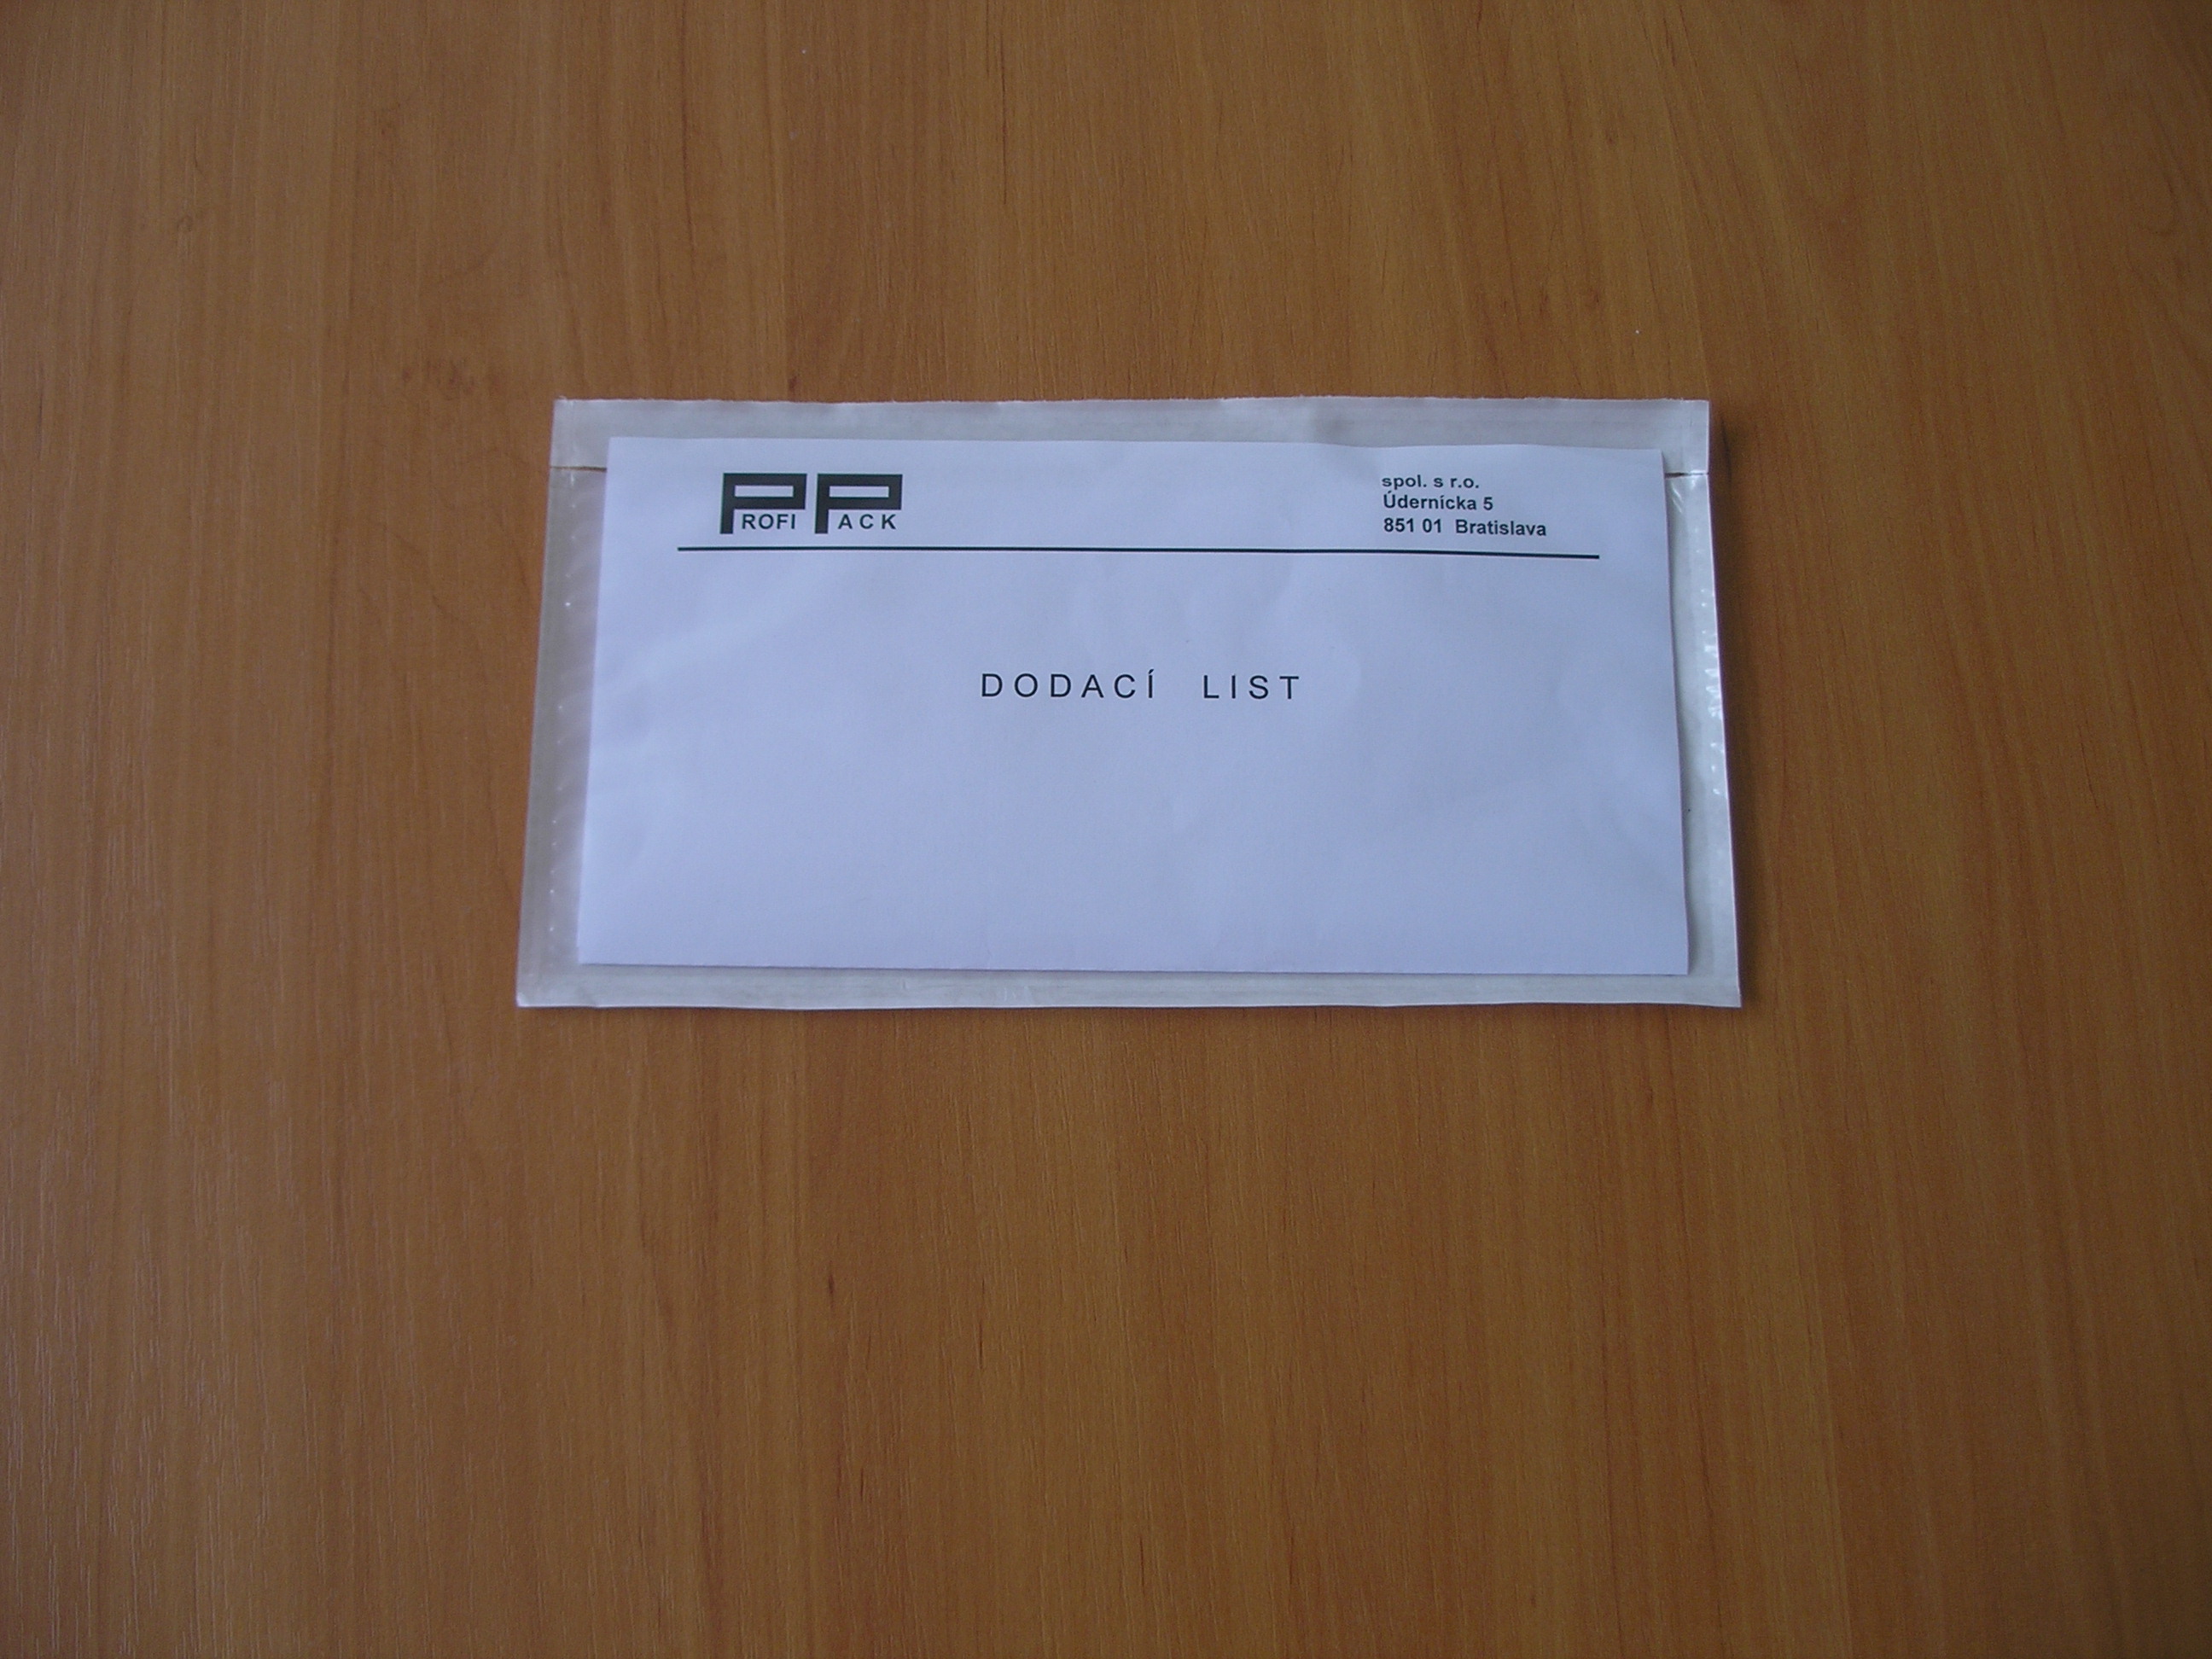 PROFI PACK
spol. s r.o.
Údernícka 5
851 01 Bratislava
DODACÍ LIST